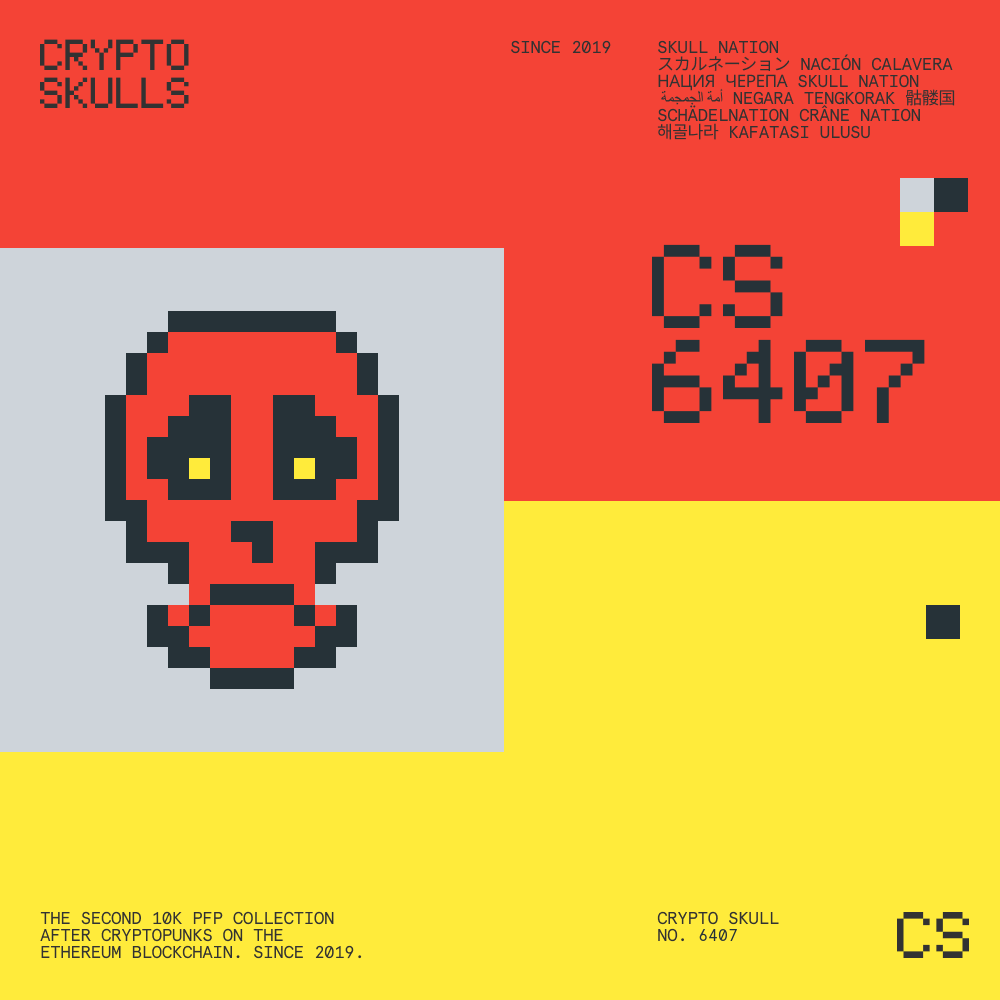 CRYPTO
SKULLS
SINCE 2019
SKULL NATION
スカルネーション NACIÓN CALAVERA
НАЦИЯ ЧЕРЕПА SKULL NATION
أمة الجمجمة NEGARA TENGKORAK 骷髅国
SCHÄDELNATION CRÂNE NATION
해골나라 KAFATASI ULUSU
CS
6407
THE SECOND 10K PFP COLLECTION
AFTER CRYPTOPUNKS ON THE
ETHEREUM BLOCKCHAIN. SINCE 2019.
CRYPTO SKULL
NO. 6407
CS